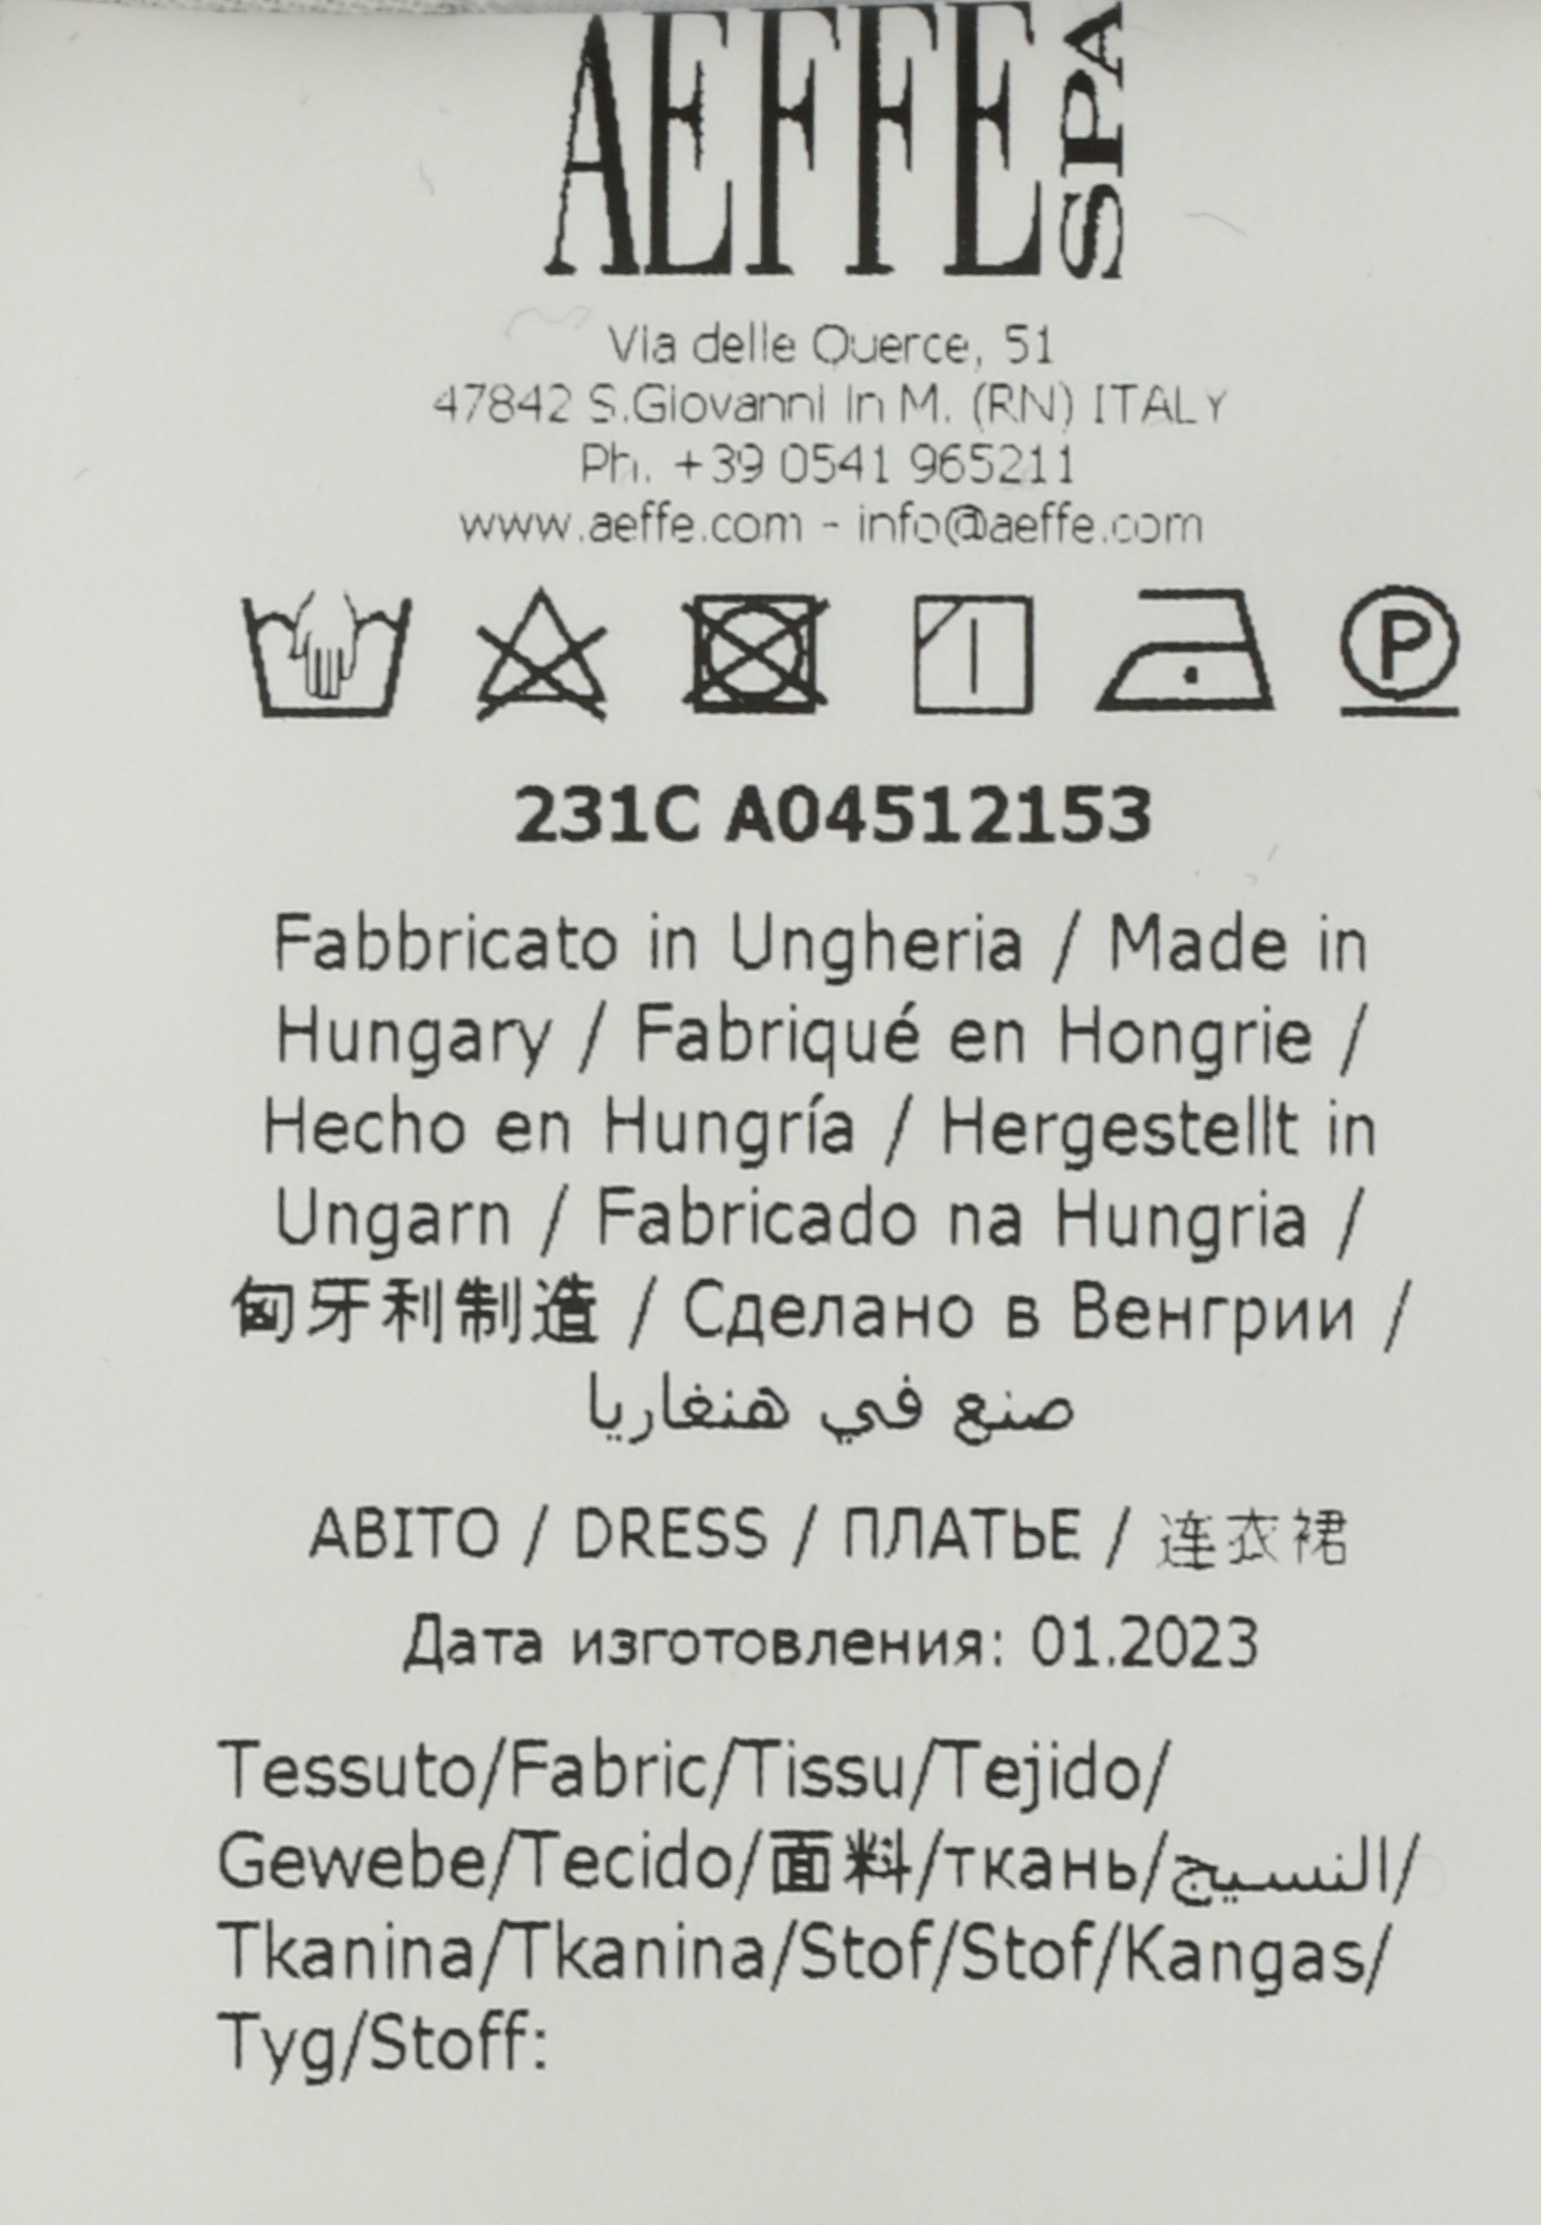 AEFFE SPA
Via delle Querce, 51
47842 S.Giovanni in M. (RN) ITALY
Ph. +39 0541 965211
www.aeffe.com - info@aeffe.com
P
231C A04512153
Fabbricato in Ungheria / Made in
Hungary / Fabriqué en Hongrie /
Hecho en Hungría / Hergestellt in
Ungarn / Fabricado na Hungria /
匈牙利制造 / Сделано в Венгрии /
صنع في هنغاريا
ABITO / DRESS / ПЛАТЬЕ / 连衣裙
Дата изготовления: 01.2023
Tessuto/Fabric/Tissu/Tejido/
Gewebe/Tecido/面料/ткань/النسيج/
Tkanina/Tkanina/Stof/Stof/Kangas/
Tyg/Stoff: